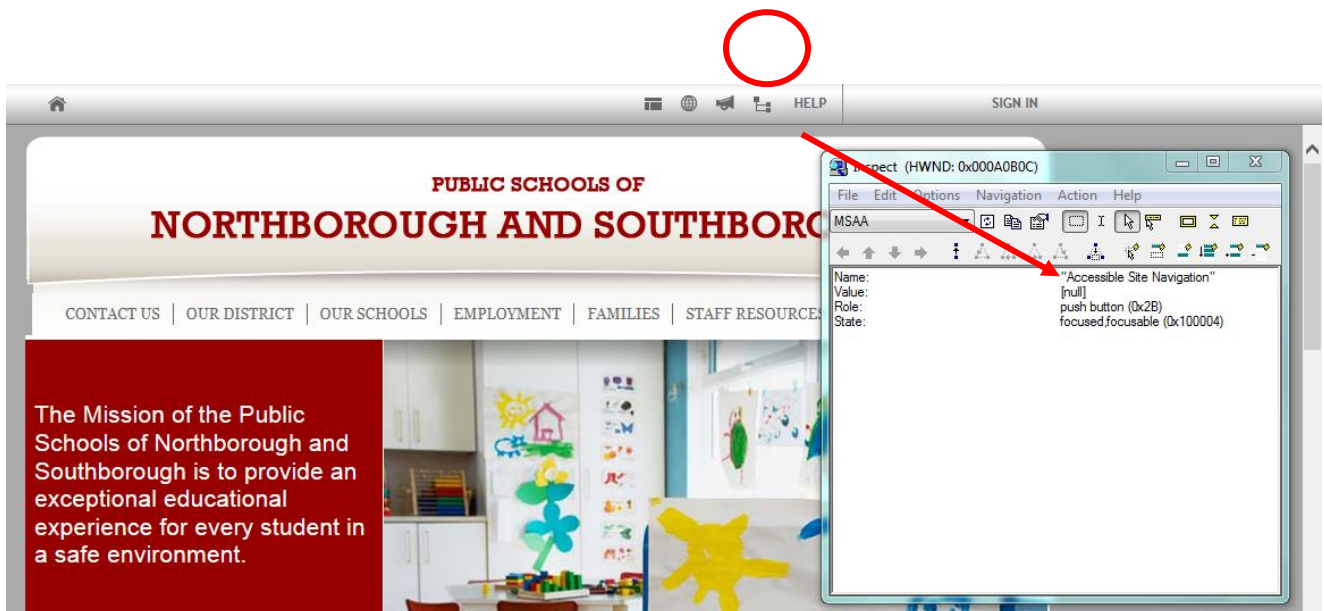 HELP SIGN IN
PUBLIC SCHOOLS OF
NORTHBOROUGH AND SOUTHBORO
CONTACT US | OUR DISTRICT | OUR SCHOOLS | EMPLOYMENT | FAMILIES | STAFF RESOURCES
The Mission of the Public
Schools of Northborough and
Southborough is to provide an
exceptional educational
experience for every student in
a safe environment.
Inspect (HWND: 0x000A0B0C)
File Edit Options Navigation Action Help
MSAA
Name: "Accessible Site Navigation"
Value: [null]
Role: push button (0x2B)
State: focused,focusable (0x100004)